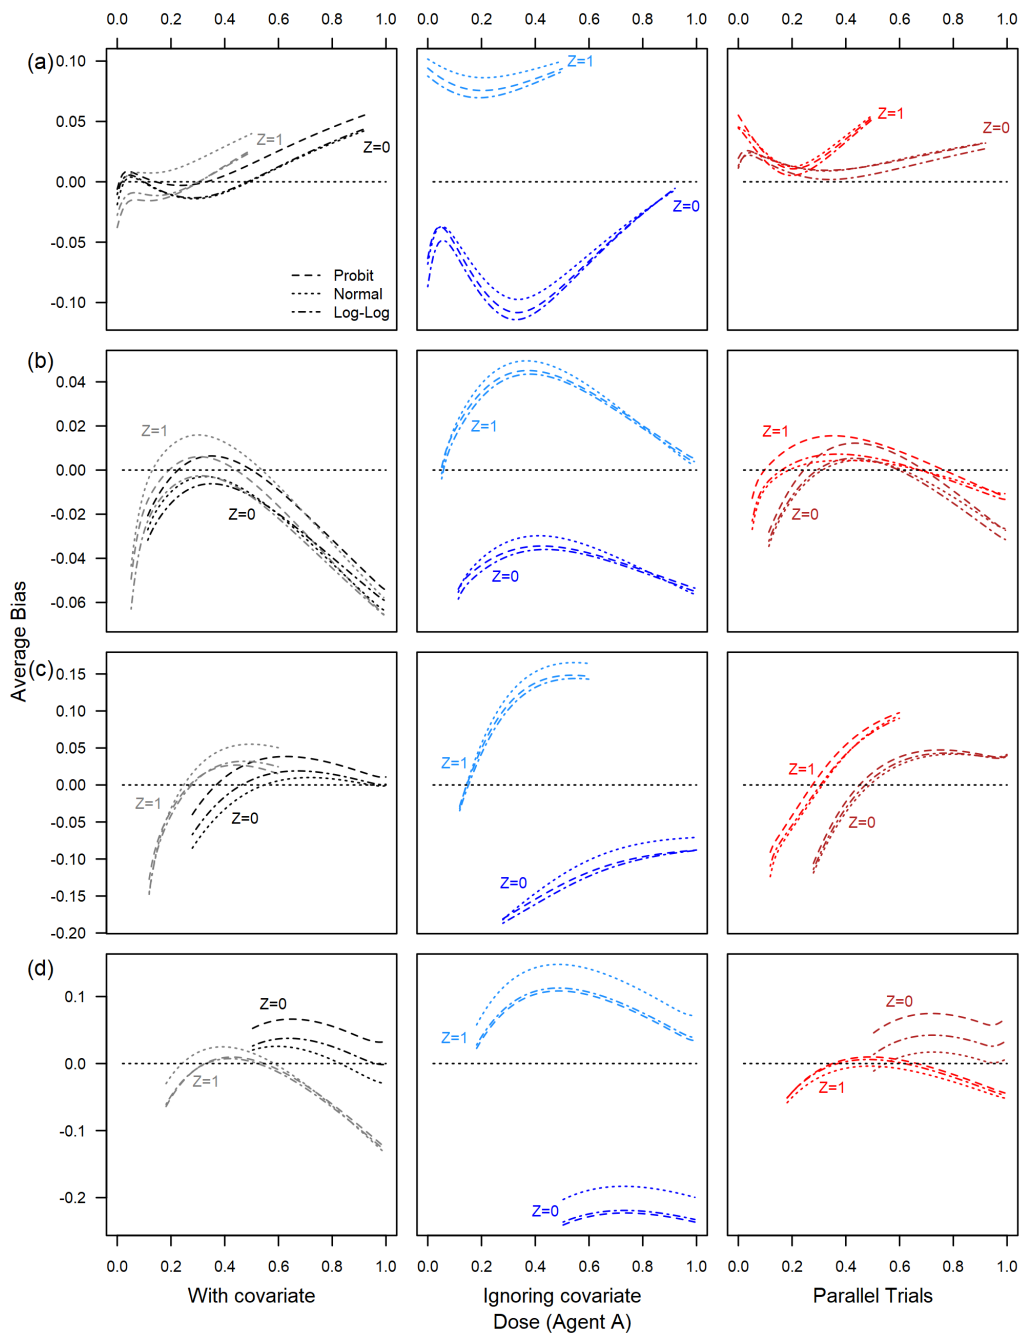 0.0 0.2 0.4 0.6 0.8 1.0 0.0 0.2 0.4 0.6 0.8 1.0 0.0 0.2 0.4 0.6 0.8 1.0
(a)
0.10
0.05
0.00
-0.05
-0.10
Z=1
Z=0
Probit
Normal
Log-Log
Z=1
Z=0
Z=1
Z=0
(b)
0.04
0.02
0.00
-0.02
-0.04
-0.06
Z=1
Z=0
Z=1
Z=0
Z=1
Z=0
Average Bias
(c)
0.15
0.10
0.05
0.00
-0.05
-0.10
-0.15
-0.20
Z=1
Z=0
Z=1
Z=0
Z=1
Z=0
(d)
0.1
0.0
-0.1
-0.2
Z=0
Z=1
Z=1
Z=0
Z=0
Z=1
0.0 0.2 0.4 0.6 0.8 1.0 0.0 0.2 0.4 0.6 0.8 1.0 0.0 0.2 0.4 0.6 0.8 1.0
With covariate Ignoring covariate Parallel Trials
Dose (Agent A)